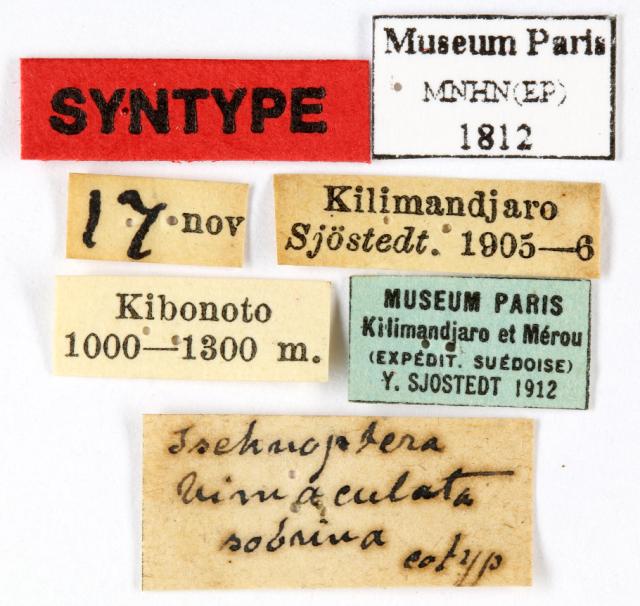 SYNTYPE
Museum Paris
MNHN(EP)
1812
17 nov
Kilimandjaro
Sjöstedt. 1905—6
Kibonoto
1000—1300 m.
MUSEUM PARIS
Kilimandjaro et Mérou
(EXPÉDIT. SUÉDOISE)
Y. SJOSTEDT 1912
Ischnoptera
bimaculata
sobrina
cotyp